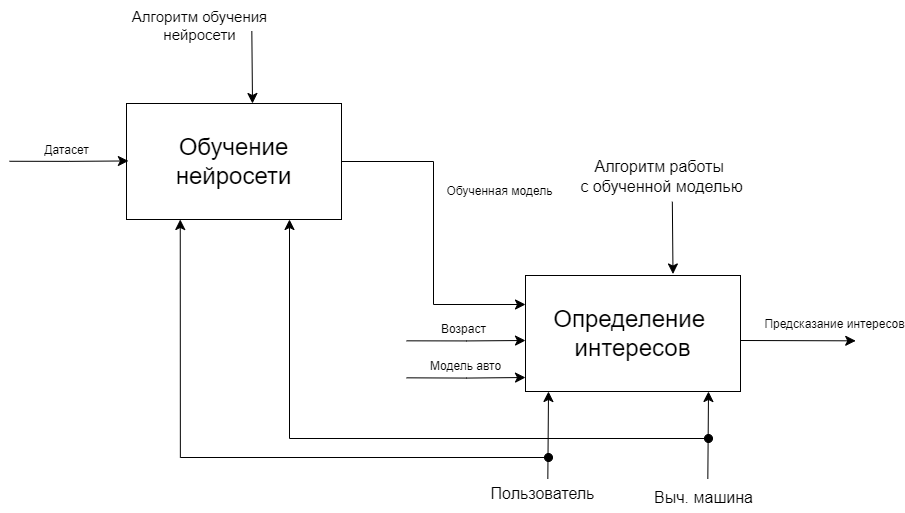 Алгоритм обучения
нейросети
Датасет
Обучение
нейросети
Обученная модель
Алгоритм работы
с обученной моделью
Определение
интересов
Возраст
Модель авто
Предсказание интересов
Пользователь
Выч. машина